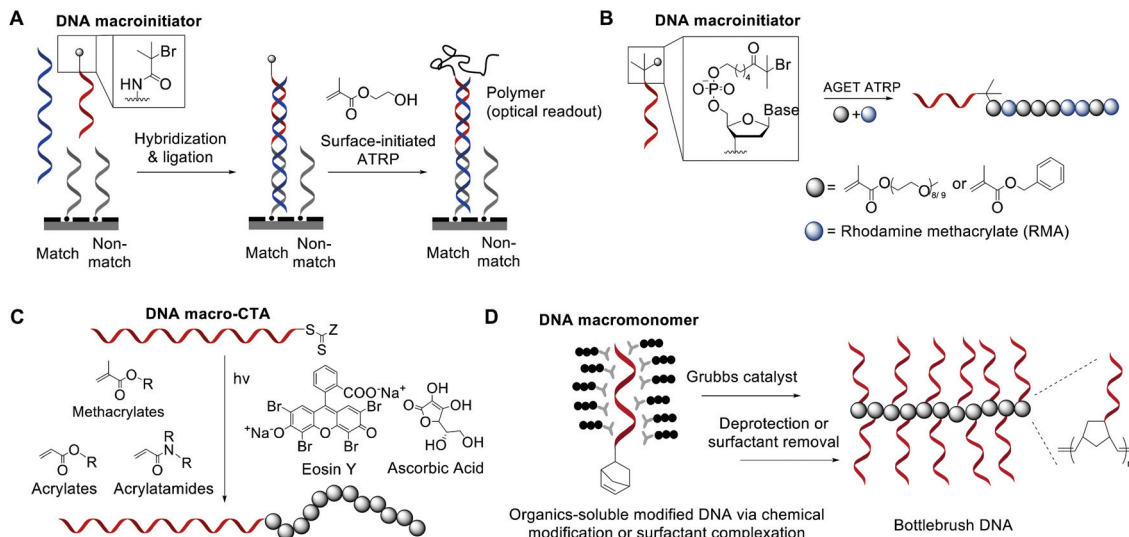 A
DNA macroinitiator
Br
HN
O
Hybridization
& ligation
O
O
OH
Surface-initiated
ATRP
Polymer
(optical readout)
Match
Non-
match
Match
Non-
match
Match
Non-
match
B
DNA macroinitiator
O
Br
O
4
O-P=O
O
O
Base
AGET ATRP
+
=
O
O
O
8/9
or
O
O
= Rhodamine methacrylate (RMA)
C
DNA macro-CTA
S
Z
S
O
O
R
Methacrylates
O
O
R
Acrylates
R
N
R
O
Acrylatamides
hv
COO-Na+
Br
Br
+Na-O
O
O
Br
Br
Eosin Y
HO
OH
O
O
OH
OH
Ascorbic Acid
D
DNA macromonomer
Grubbs catalyst
Deprotection or
surfactant removal
Organics-soluble modified DNA via chemical
modification or surfactant complexation
Bottlebrush DNA